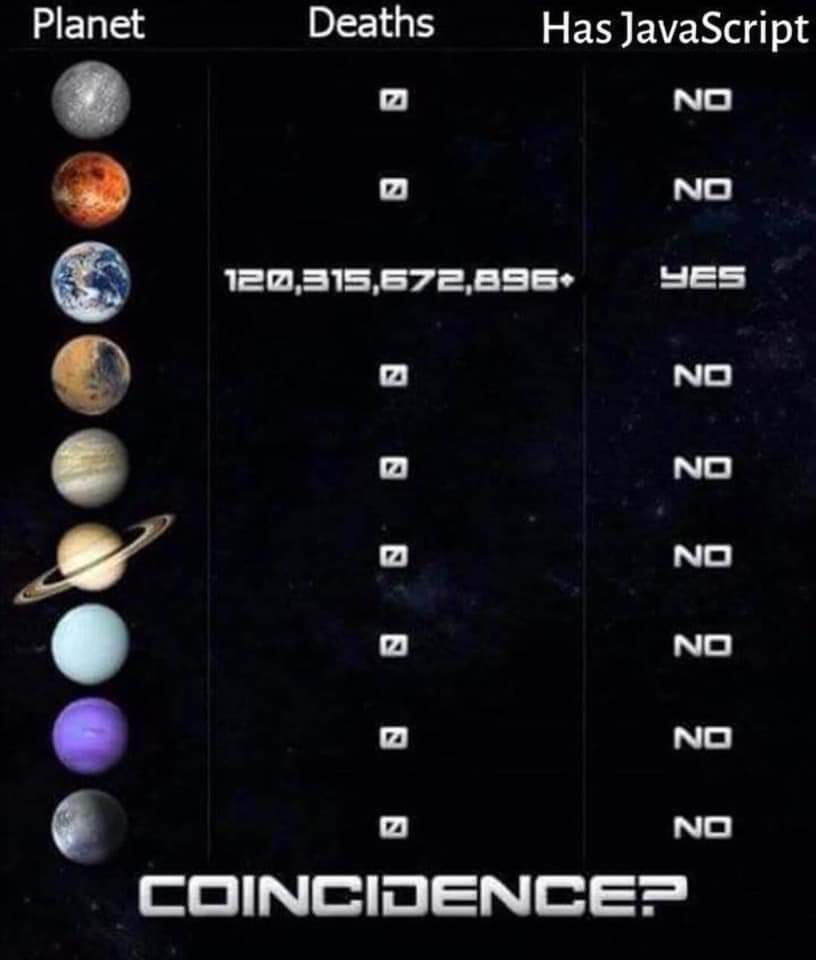 Planet Deaths Has JavaScript
0 NO
0 NO
120,315,672,896+ YES
0 NO
0 NO
0 NO
0 NO
0 NO
0 NO
COINCIDENCE?